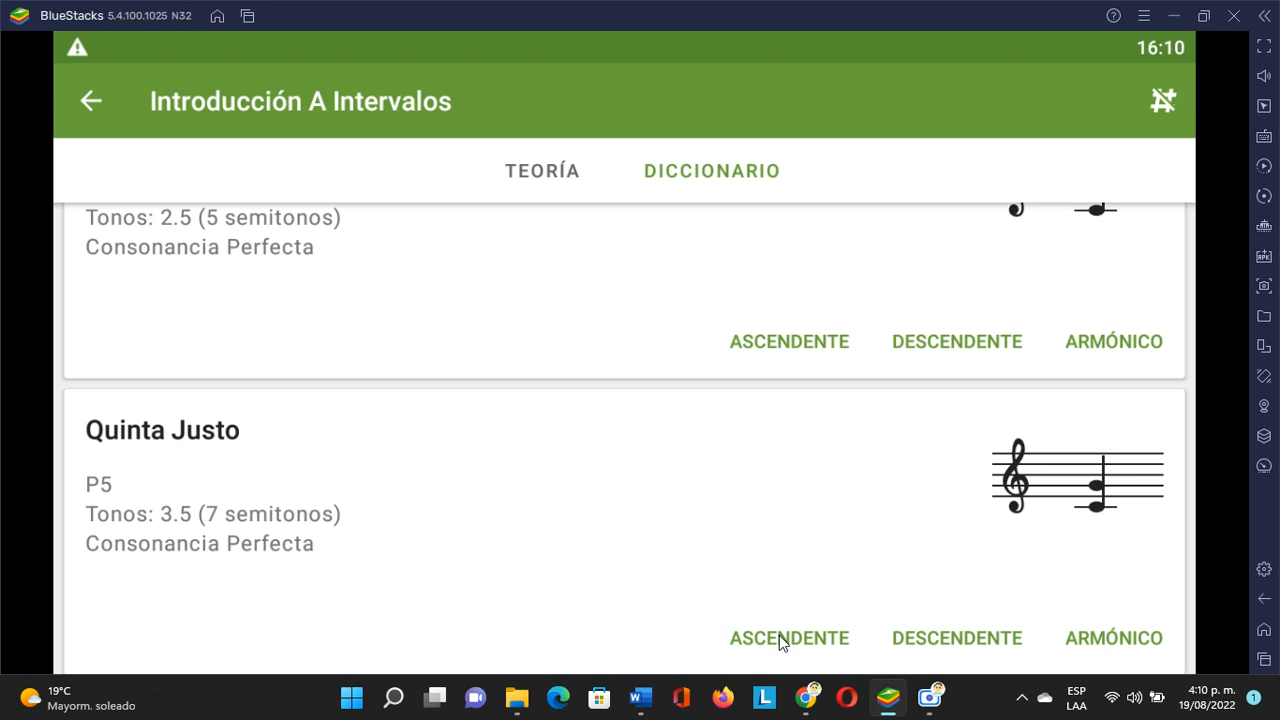 BlueStacks 5.4.100.1025 N32
16:10
Introducción A Intervalos
TEORÍA DICCIONARIO
Tonos: 2.5 (5 semitonos)
Consonancia Perfecta
ASCENDENTE DESCENDENTE ARMÓNICO
Quinta Justo
P5
Tonos: 3.5 (7 semitonos)
Consonancia Perfecta
ASCENDENTE DESCENDENTE ARMÓNICO
19°C
Mayorm. soleado
ESP
LAA
4:10 p. m.
19/08/2022
1